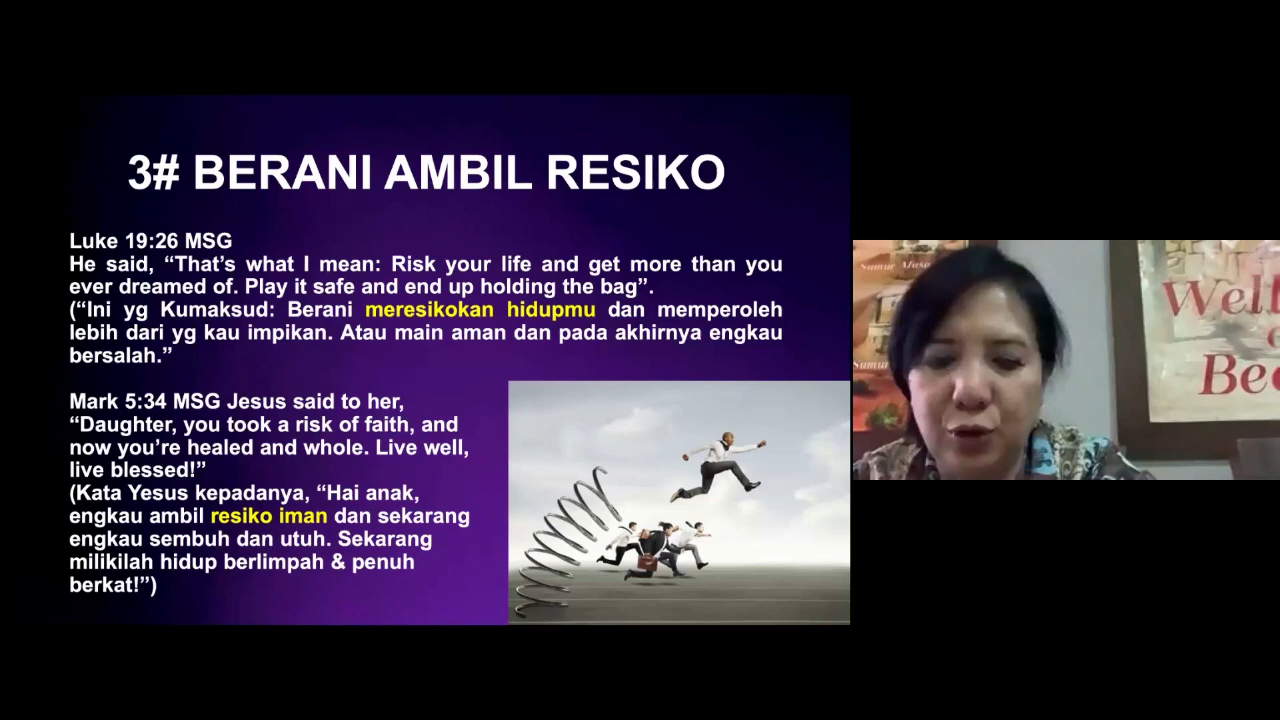 3# BERANI AMBIL RESIKO
Luke 19:26 MSG
He said, “That’s what I mean: Risk your life and get more than you
ever dreamed of. Play it safe and end up holding the bag”.
(“Ini yg Kumaksud: Berani meresikokan hidupmu dan memperoleh
lebih dari yg kau impikan. Atau main aman dan pada akhirnya engkau
bersalah.”
Mark 5:34 MSG Jesus said to her,
“Daughter, you took a risk of faith, and
now you’re healed and whole. Live well,
live blessed!”
(Kata Yesus kepadanya, “Hai anak,
engkau ambil resiko iman dan sekarang
engkau sembuh dan utuh. Sekarang
milikilah hidup berlimpah & penuh
berkat!”)
Sumur
Sumur